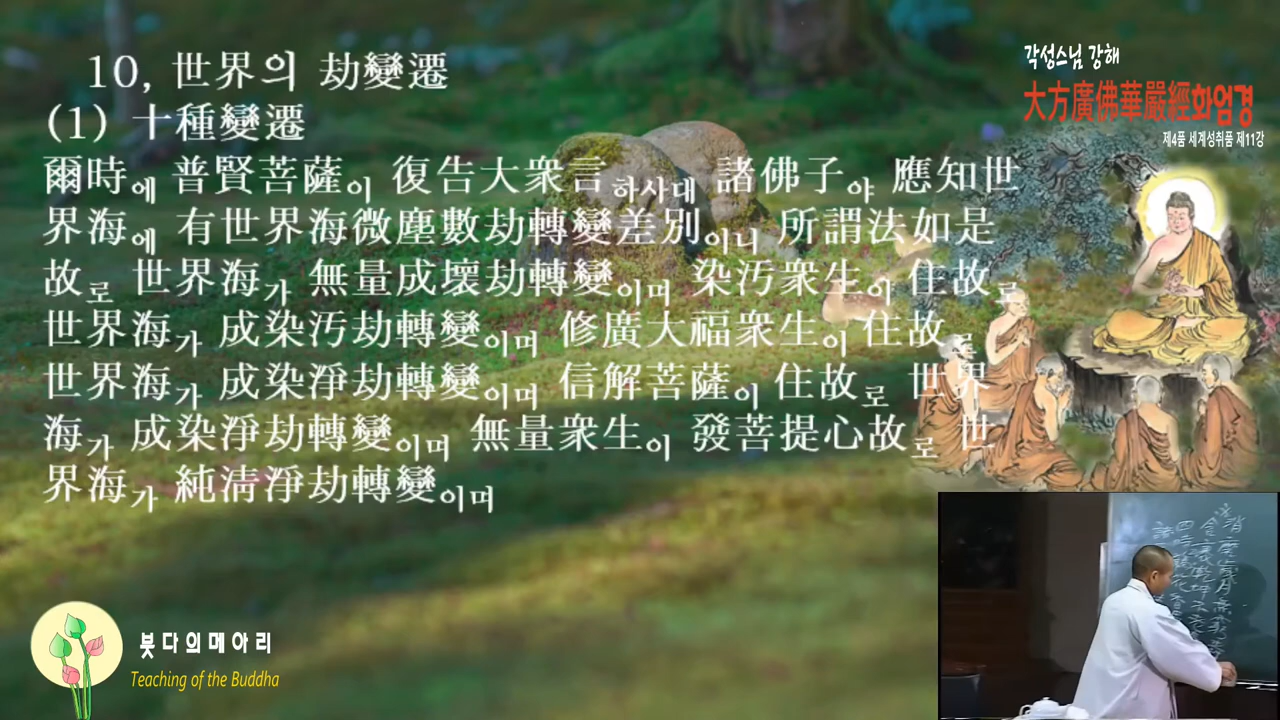 10, 世界의 劫變遷
(1) 十種變遷
爾時에 普賢菩薩이 復告大衆言하사대 諸佛子야 應知世
界海에 有世界海微塵數劫轉變差別이니 所謂法如是
故로 世界海가 無量成壞劫轉變이며 染汚衆生이 住故로
世界海가 成染汚劫轉變이며 修廣大福衆生이 住故로
世界海가 成染淨劫轉變이며 信解菩薩이 住故로 世界
海가 成染淨劫轉變이며 無量衆生이 發菩提心故로 世
界海가 純淸淨劫轉變이며
각성스님 강해
大方廣佛華嚴經화엄경
제4품 세계성취품 제11강
붓다의메아리
Teaching of the Buddha